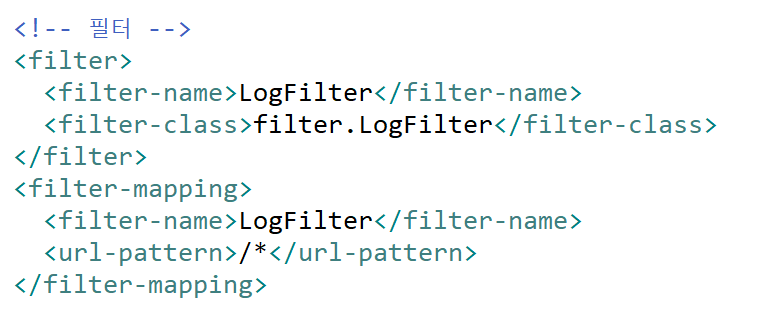 <!-- 필터 -->
<filter>
  <filter-name>LogFilter</filter-name>
  <filter-class>filter.LogFilter</filter-class>
</filter>
<filter-mapping>
  <filter-name>LogFilter</filter-name>
  <url-pattern>/*</url-pattern>
</filter-mapping>